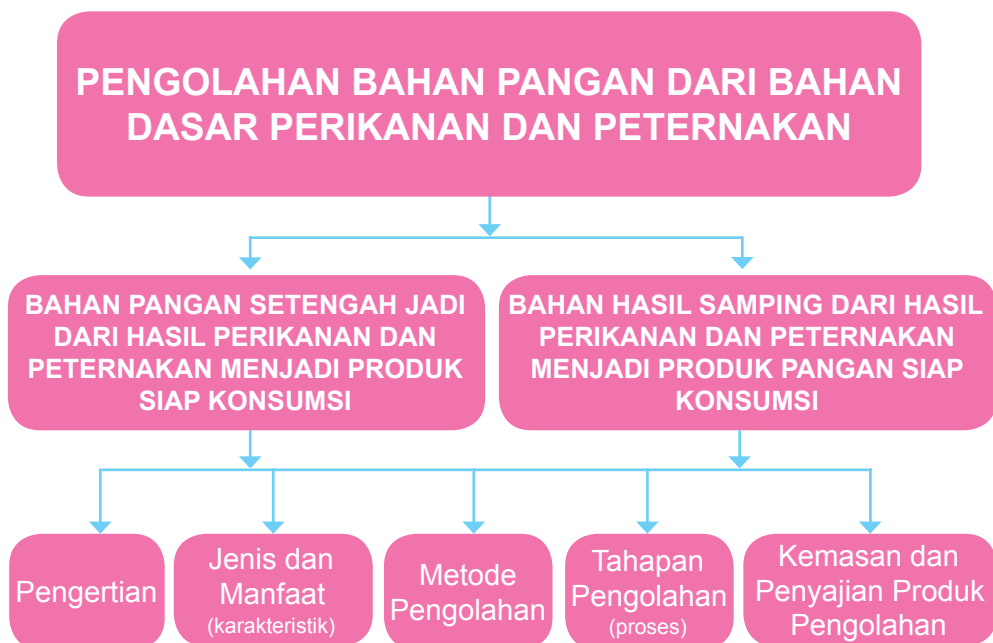 PENGOLAHAN BAHAN PANGAN DARI BAHAN
DASAR PERIKANAN DAN PETERNAKAN
BAHAN PANGAN SETENGAH JADI
DARI HASIL PERIKANAN DAN
PETERNAKAN MENJADI PRODUK
SIAP KONSUMSI
BAHAN HASIL SAMPING DARI HASIL
PERIKANAN DAN PETERNAKAN
MENJADI PRODUK PANGAN SIAP
KONSUMSI
Pengertian
Jenis dan
Manfaat
(karakteristik)
Metode
Pengolahan
Tahapan
Pengolahan
(proses)
Kemasan dan
Penyajian Produk
Pengolahan